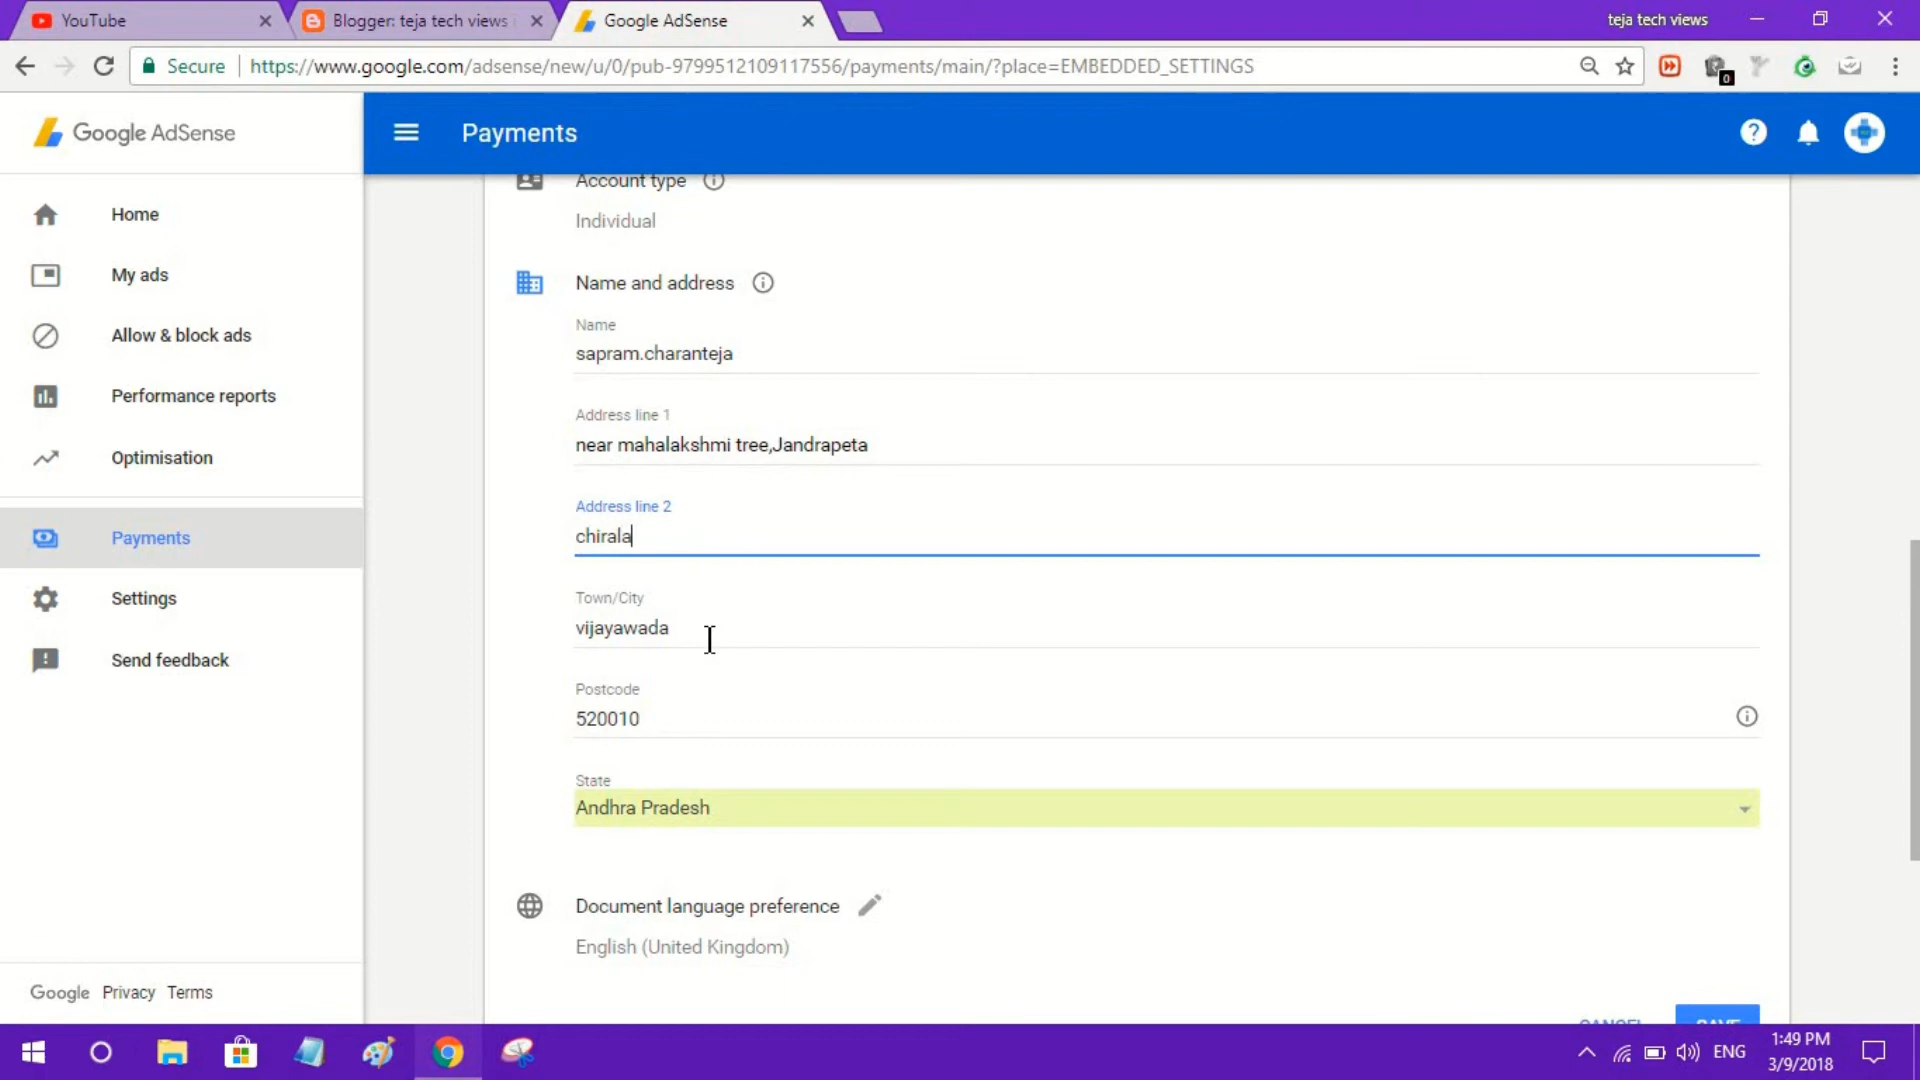 YouTube
Blogger: teja tech views
Google AdSense
teja tech views
Secure
https://www.google.com/adsense/new/u/0/pub-9799512109117556/payments/main/?place=EMBEDDED_SETTINGS
0
Google AdSense
Payments
Home
My ads
Allow & block ads
Performance reports
Optimisation
Payments
Settings
Send feedback
Google Privacy Terms
Account type
Individual
Name and address
Name
sapram.charanteja
Address line 1
near mahalakshmi tree,Jandrapeta
Address line 2
chirala
Town/City
vijayawada
Postcode
520010
State
Andhra Pradesh
Document language preference
English (United Kingdom)
CANCEL
SAVE
ENG
1:49 PM
3/9/2018